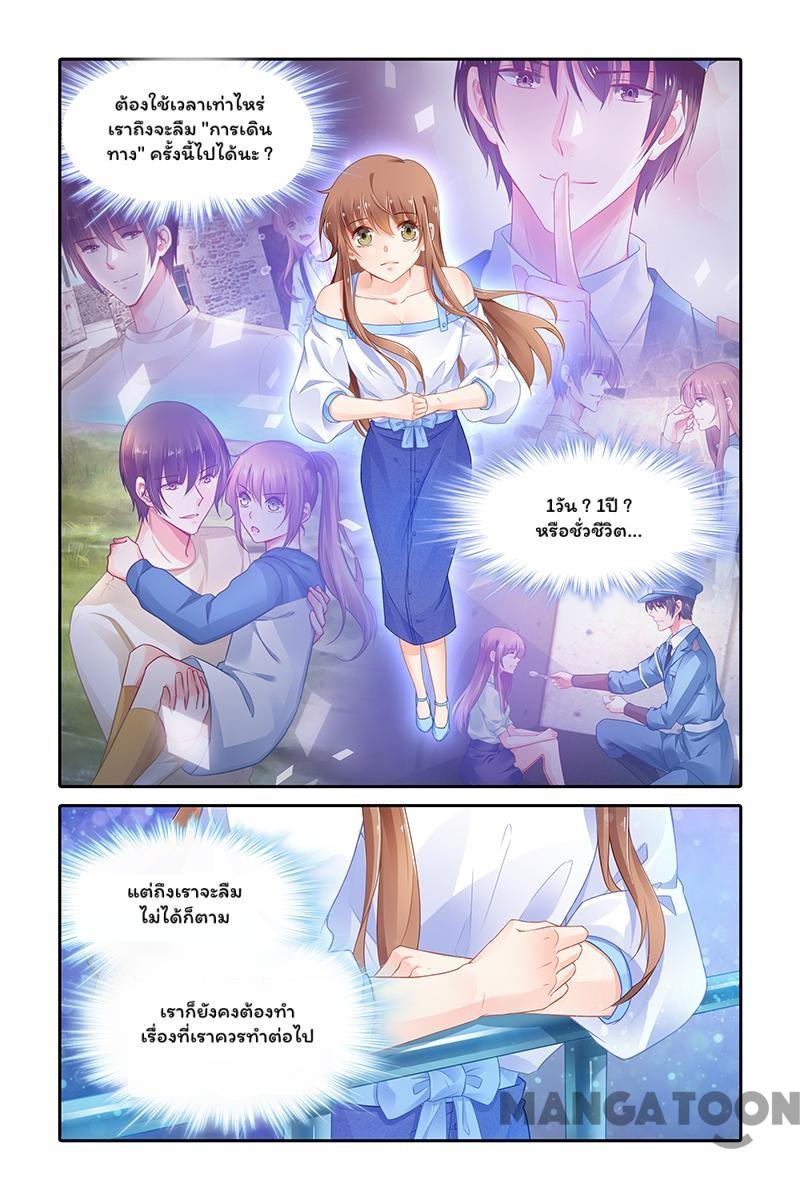 ต้องใช้เวลาเท่าไหร่
เราถึงจะลืม "การเดิน
ทาง" ครั้งนี้ไปได้นะ ?
1วัน ? 1ปี ?
หรือชั่วชีวิต...
แต่ถึงเราจะลืม
ไม่ได้ก็ตาม
เราก็ยังคงต้องทำ
เรื่องที่เราควรทำต่อไป
MANGATOON